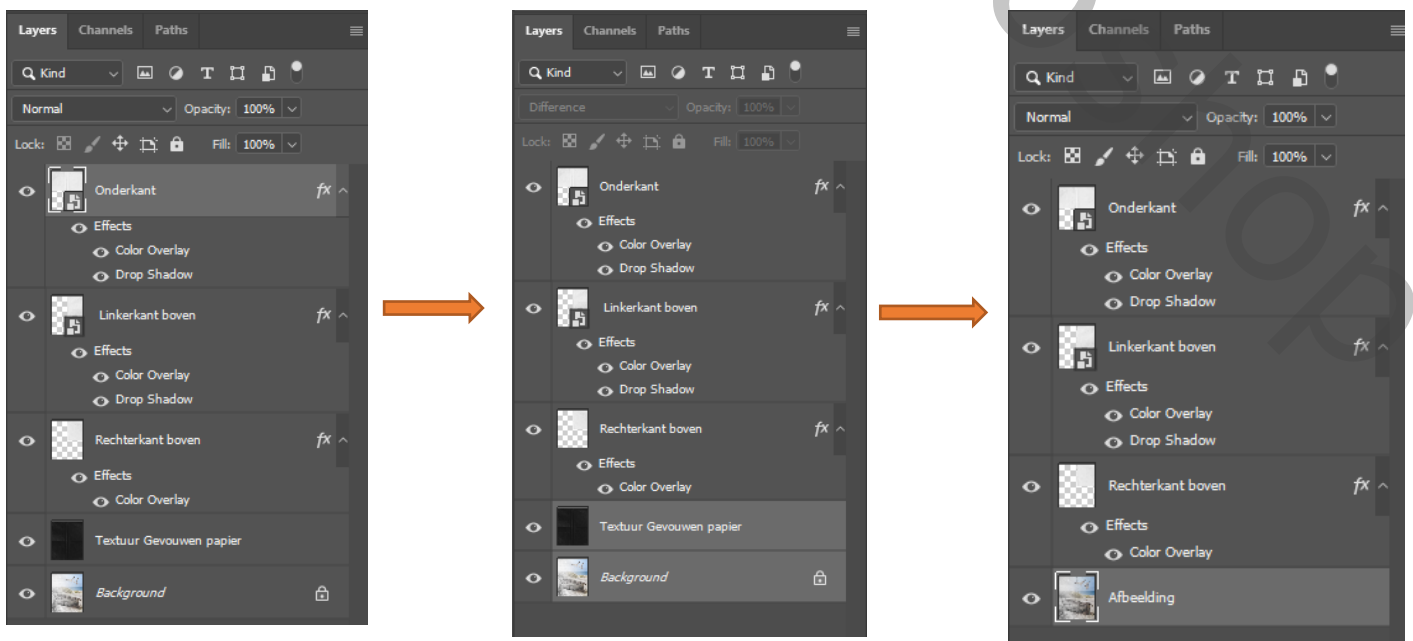 Layers Channels Paths
Kind
Normal Opacity: 100%
Lock: Fill: 100%
Onderkant fx
Effects
Color Overlay
Drop Shadow
Linkerkant boven fx
Effects
Color Overlay
Drop Shadow
Rechterkant boven fx
Effects
Color Overlay
Textuur Gevouwen papier
Background
Layers Channels Paths
Kind
Difference Opacity: 100%
Lock: Fill: 100%
Onderkant fx
Effects
Color Overlay
Drop Shadow
Linkerkant boven fx
Effects
Color Overlay
Drop Shadow
Rechterkant boven fx
Effects
Color Overlay
Textuur Gevouwen papier
Background
Layers Channels Paths
Kind
Normal Opacity: 100%
Lock: Fill: 100%
Onderkant fx
Effects
Color Overlay
Drop Shadow
Linkerkant boven fx
Effects
Color Overlay
Drop Shadow
Rechterkant boven fx
Effects
Color Overlay
Afbeelding